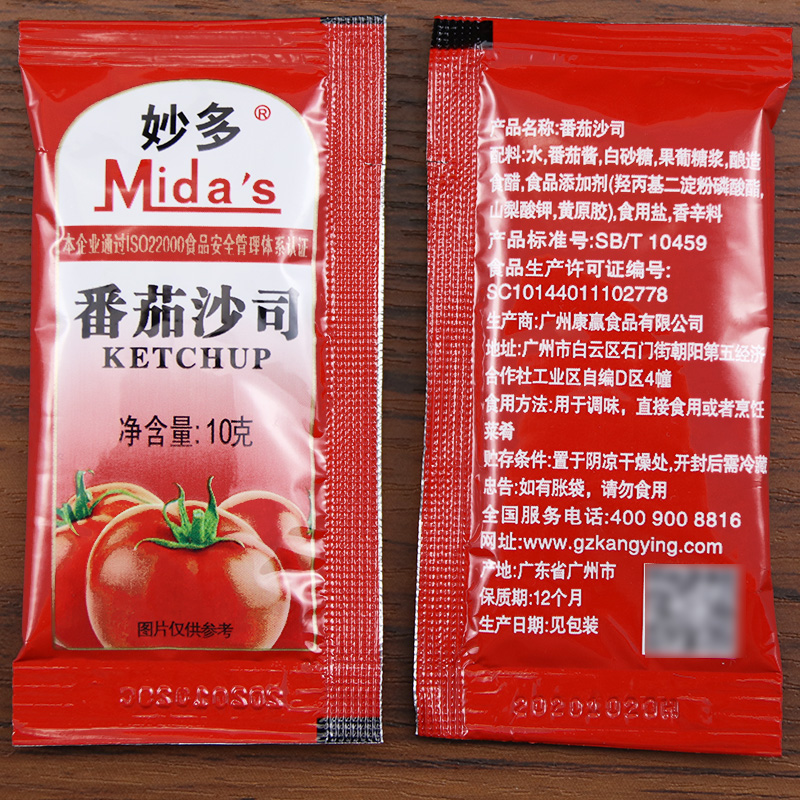 妙多®
Mida's
本企业通过ISO22000食品安全管理体系认证
番茄沙司
KETCHUP
净含量:10克
图片仅供参考
产品名称:番茄沙司
配料:水,番茄酱,白砂糖,果葡糖浆,酿造
食醋,食品添加剂(羟丙基二淀粉磷酸酯,
山梨酸钾,黄原胶),食用盐,香辛料
产品标准号:SB/T 10459
食品生产许可证编号:
SC10144011102778
生产商:广州康赢食品有限公司
地址:广州市白云区石门街朝阳第五经济
合作社工业区自编D区4幢
食用方法:用于调味，直接食用或者烹饪
菜肴
贮存条件:置于阴凉干燥处,开封后需冷藏
忠告:如有胀袋，请勿食用
全国服务电话:400 900 8816
网址:www.gzkangying.com
产地:广东省广州市
保质期:12个月
生产日期:见包装